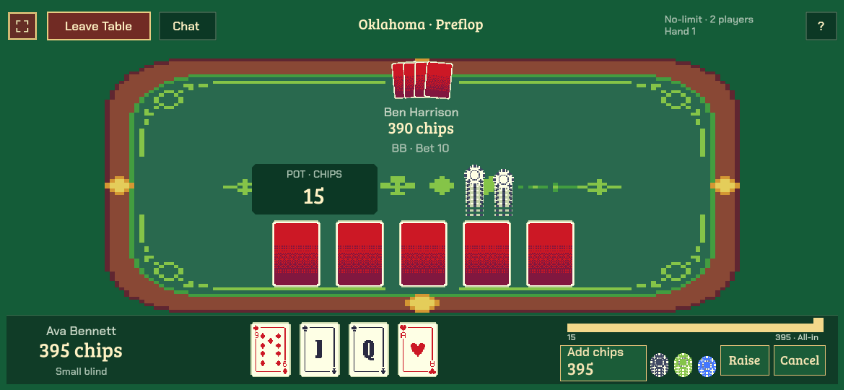 Leave Table
Chat
Oklahoma · Preflop
No-limit · 2 players
Hand 1
?
Ben Harrison
390 chips
BB · Bet 10
POT · CHIPS
15
Ava Bennett
395 chips
Small blind
9
J
Q
A
15
395 · All-In
Add chips
395
Raise
Cancel